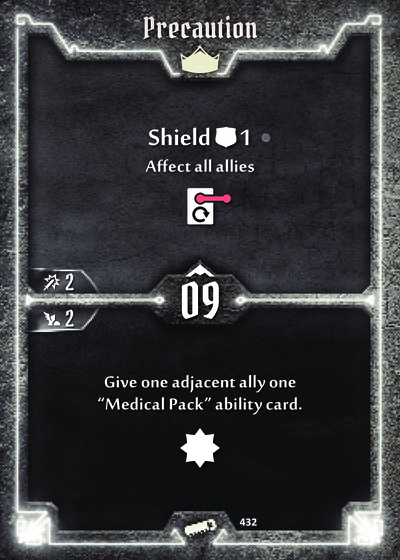 Precaution
Shield 1
Affect all allies
2
09
2
Give one adjacent ally one
“Medical Pack” ability card.
432